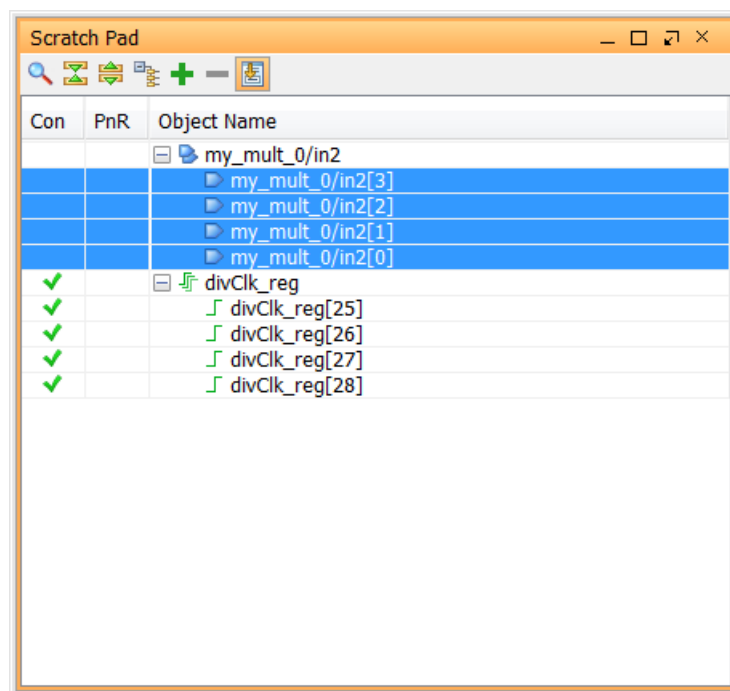 Scratch Pad
Con PnR Object Name
my_mult_0/in2
my_mult_0/in2[3]
my_mult_0/in2[2]
my_mult_0/in2[1]
my_mult_0/in2[0]
divClk_reg
divClk_reg[25]
divClk_reg[26]
divClk_reg[27]
divClk_reg[28]